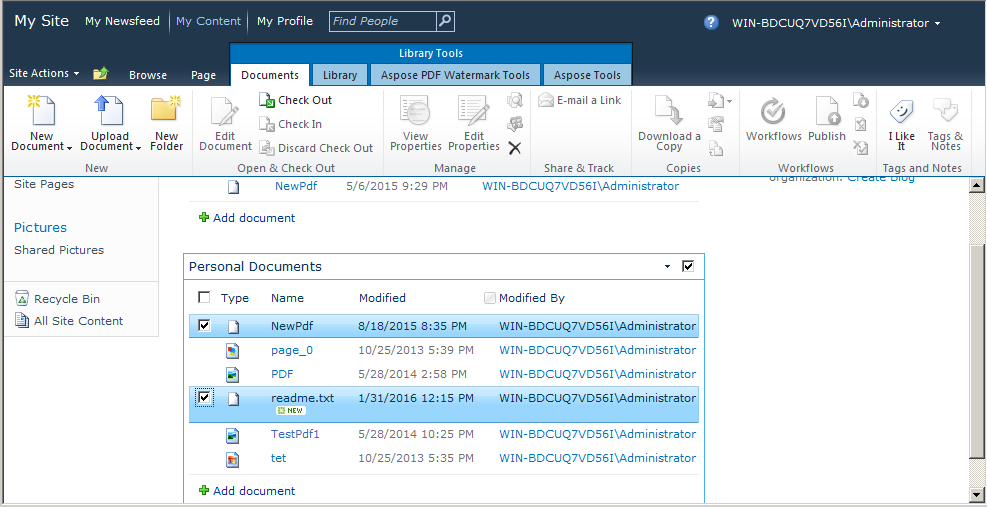 My Site My Newsfeed My Content My Profile Find People WIN-BDCUQ7VD56I\Administrator
Library Tools
Site Actions Browse Page Documents Library Aspose PDF Watermark Tools Aspose Tools
New Document Upload Document New Folder Edit Document Check Out Check In Discard Check Out View Properties Edit Properties E-mail a Link Download a Copy Workflows Publish I Like It Tags & Notes
New Open & Check Out Manage Share & Track Copies Workflows Tags and Notes
Site Pages NewPdf 5/6/2015 9:29 PM WIN-BDCUQ7VD56I\Administrator organization. Create Blog
Add document
Pictures
Shared Pictures
Personal Documents
Recycle Bin Type Name Modified Modified By
All Site Content NewPdf 8/18/2015 8:35 PM WIN-BDCUQ7VD56I\Administrator
page_0 10/25/2013 5:39 PM WIN-BDCUQ7VD56I\Administrator
PDF 5/28/2014 2:58 PM WIN-BDCUQ7VD56I\Administrator
readme.txt 1/31/2016 12:15 PM WIN-BDCUQ7VD56I\Administrator
NEW
TestPdf1 5/28/2014 10:25 PM WIN-BDCUQ7VD56I\Administrator
tet 10/25/2013 5:35 PM WIN-BDCUQ7VD56I\Administrator
Add document